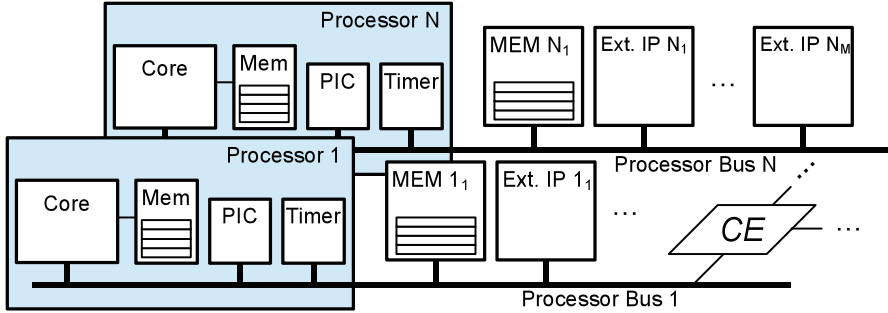 Processor N
Core
Mem
PIC
Timer
MEM N₁
Ext. IP N₁
...
Ext. IP Nₘ
Processor Bus N
Processor 1
Core
Mem
PIC
Timer
MEM 1₁
Ext. IP 1₁
...
CE
...
...
Processor Bus 1